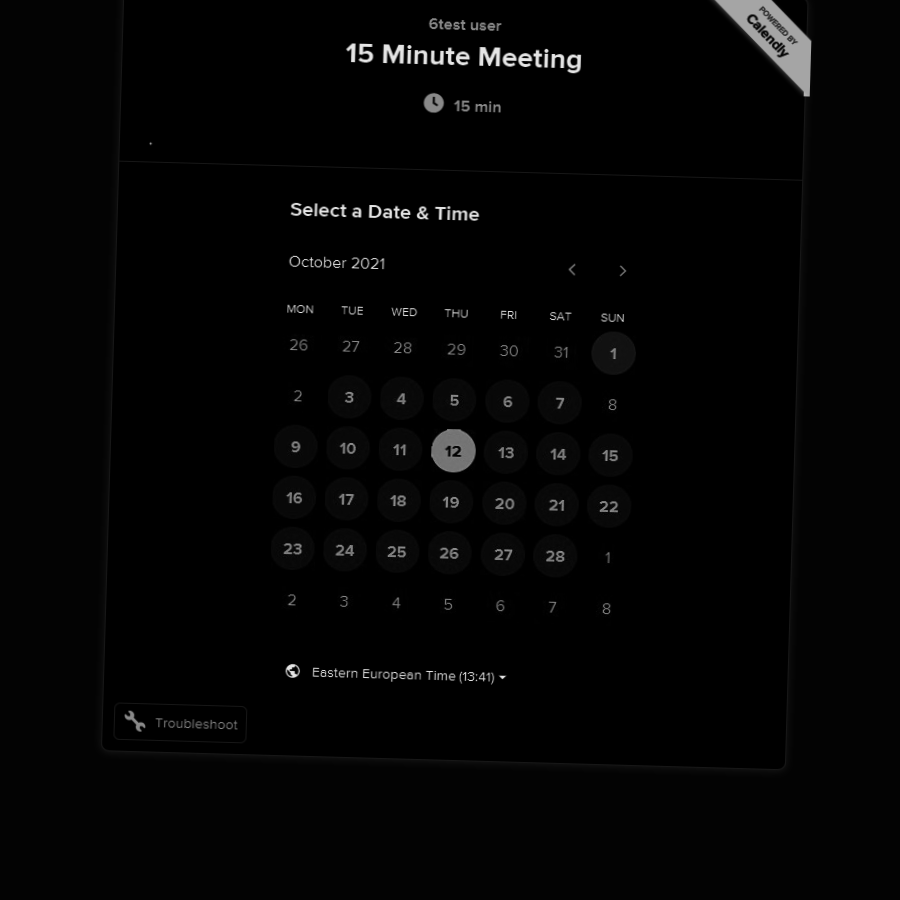 POWERED BY
Calendly
6test user
15 Minute Meeting
15 min
Select a Date & Time
October 2021
MON TUE WED THU FRI SAT SUN
26 27 28 29 30 31 1
2 3 4 5 6 7 8
9 10 11 12 13 14 15
16 17 18 19 20 21 22
23 24 25 26 27 28 1
2 3 4 5 6 7 8
Eastern European Time (13:41)
Troubleshoot